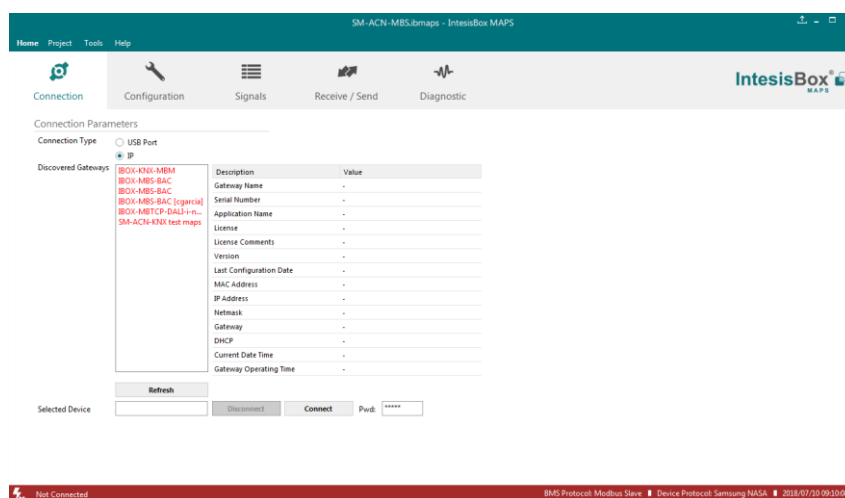 SM-ACN-MBS.ibmaps - IntesisBox MAPS
Home Project Tools Help
Connection Configuration Signals Receive / Send Diagnostic
IntesisBox®
MAPS
Connection Parameters
Connection Type
USB Port
IP
Discovered Gateways
IBOX-KNX-MBM
IBOX-MBS-BAC
IBOX-MBS-BAC
IBOX-MBS-BAC [cgarcia]
IBOX-MBTCP-DALI-i-n...
SM-ACN-KNX test maps
Description Value
Gateway Name -
Serial Number -
Application Name -
License -
License Comments -
Version -
Last Configuration Date -
MAC Address -
IP Address -
Netmask -
Gateway -
DHCP -
Current Date Time -
Gateway Operating Time -
Refresh
Selected Device Disconnect Connect Pwd: *****
Not Connected BMS Protocol: Modbus Slave Device Protocol: Samsung NASA 2018/07/10 09:10:0